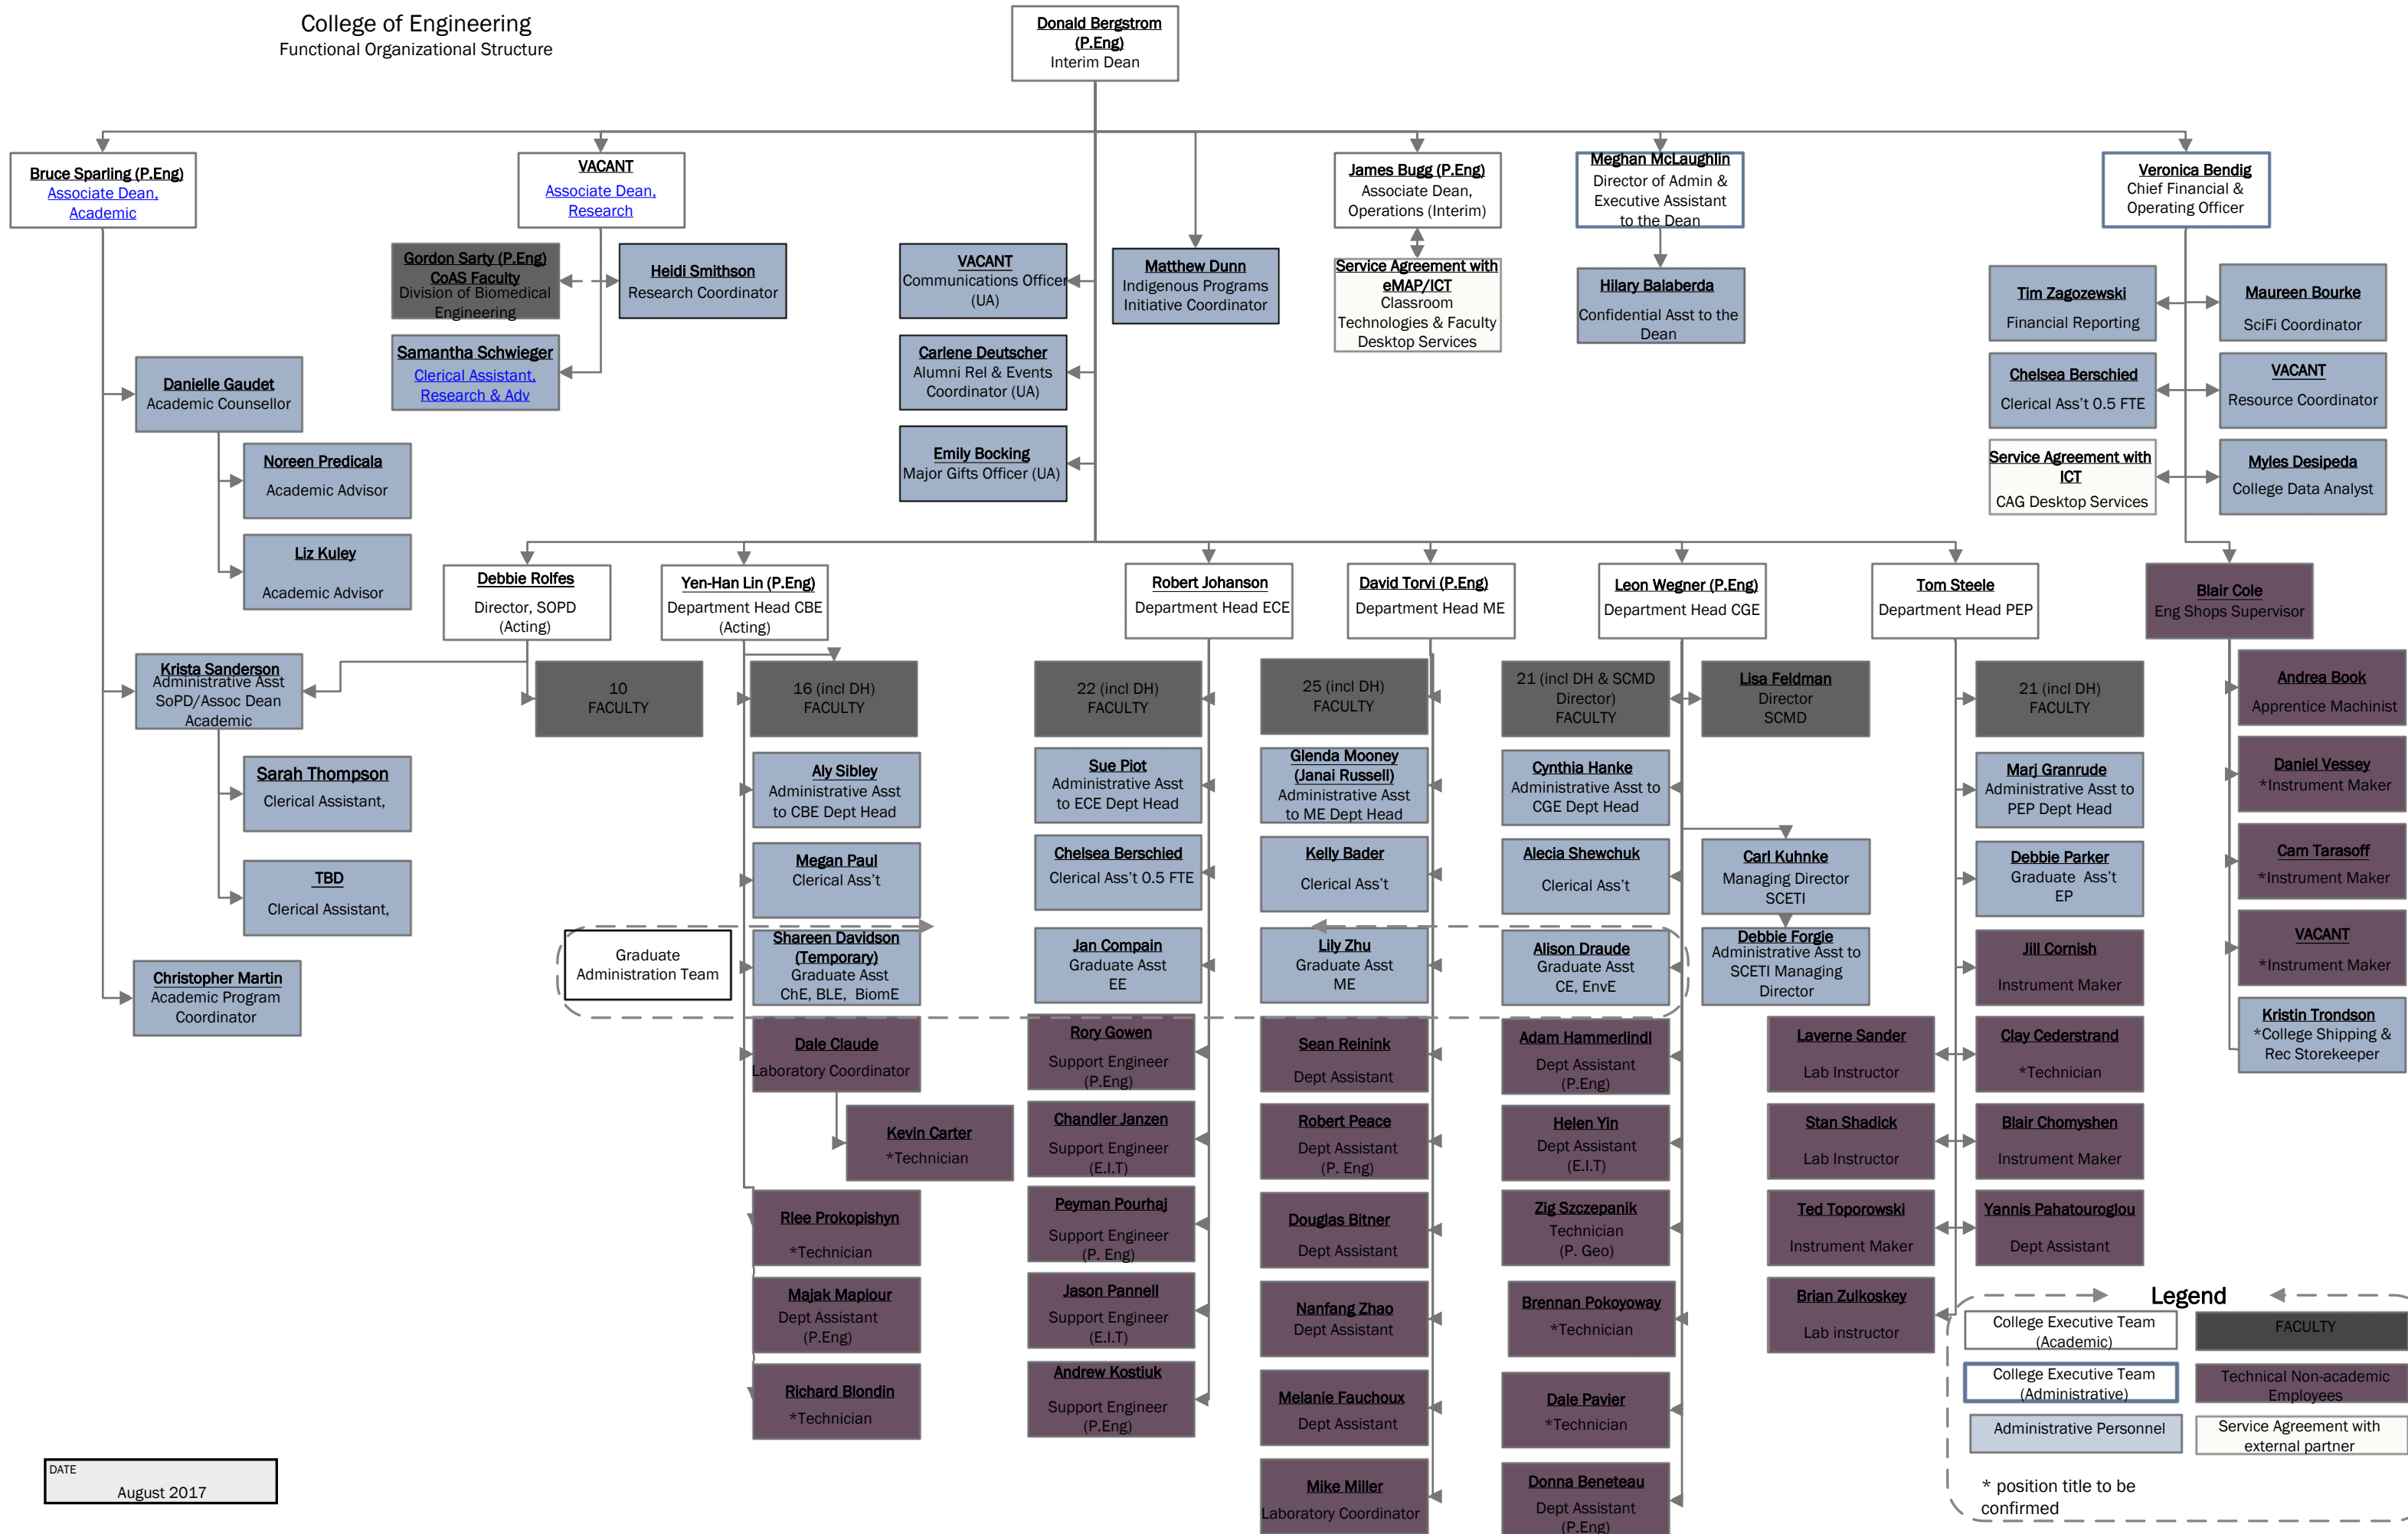 College of Engineering
Functional Organizational Structure
Donald Bergstrom
(P.Eng)
Interim Dean
Bruce Sparling (P.Eng)
Associate Dean,
Academic
VACANT
Associate Dean,
Research
James Bugg (P.Eng)
Associate Dean,
Operations (Interim)
Meghan McLaughlin
Director of Admin &
Executive Assistant
to the Dean
Veronica Bendig
Chief Financial &
Operating Officer
Gordon Sarty (P.Eng)
CoAS Faculty
Division of Biomedical
Engineering
Heidi Smithson
Research Coordinator
Samantha Schwieger
Clerical Assistant,
Research & Adv
VACANT
Communications Officer
(UA)
Carlene Deutscher
Alumni Rel & Events
Coordinator (UA)
Emily Bocking
Major Gifts Officer (UA)
Matthew Dunn
Indigenous Programs
Initiative Coordinator
Service Agreement with
eMAP/ICT
Classroom
Technologies & Faculty
Desktop Services
Hilary Balaberda
Confidential Asst to the
Dean
Tim Zagozewski
Financial Reporting
Maureen Bourke
SciFi Coordinator
Chelsea Berschied
Clerical Ass't 0.5 FTE
VACANT
Resource Coordinator
Service Agreement with
ICT
CAG Desktop Services
Myles Desipeda
College Data Analyst
Danielle Gaudet
Academic Counsellor
Noreen Predicala
Academic Advisor
Liz Kuley
Academic Advisor
Krista Sanderson
Administrative Asst
SoPD/Assoc Dean
Academic
Sarah Thompson
Clerical Assistant,
TBD
Clerical Assistant,
Christopher Martin
Academic Program
Coordinator
Debbie Rolfes
Director, SOPD
(Acting)
10
FACULTY
Yen-Han Lin (P.Eng)
Department Head CBE
(Acting)
16 (incl DH)
FACULTY
Aly Sibley
Administrative Asst
to CBE Dept Head
Megan Paul
Clerical Ass't
Graduate
Administration Team
Shareen Davidson
(Temporary)
Graduate Asst
ChE, BLE, BiomE
Dale Claude
Laboratory Coordinator
Kevin Carter
*Technician
Rlee Prokopishyn
*Technician
Majak Mapiour
Dept Assistant
(P.Eng)
Richard Blondin
*Technician
Robert Johanson
Department Head ECE
22 (incl DH)
FACULTY
Sue Piot
Administrative Asst
to ECE Dept Head
Chelsea Berschied
Clerical Ass't 0.5 FTE
Jan Compain
Graduate Asst
EE
Rory Gowen
Support Engineer
(P.Eng)
Chandler Janzen
Support Engineer
(E.I.T)
Peyman Pourhaj
Support Engineer
(P. Eng)
Jason Pannell
Support Engineer
(E.I.T)
Andrew Kostiuk
Support Engineer
(P.Eng)
David Torvi (P.Eng)
Department Head ME
25 (incl DH)
FACULTY
Glenda Mooney
(Janai Russell)
Administrative Asst
to ME Dept Head
Kelly Bader
Clerical Ass't
Lily Zhu
Graduate Asst
ME
Sean Reinink
Dept Assistant
Robert Peace
Dept Assistant
(P. Eng)
Douglas Bitner
Dept Assistant
Nanfang Zhao
Dept Assistant
Melanie Fauchoux
Dept Assistant
Mike Miller
Laboratory Coordinator
Leon Wegner (P.Eng)
Department Head CGE
21 (incl DH & SCMD
Director)
FACULTY
Lisa Feldman
Director
SCMD
Cynthia Hanke
Administrative Asst to
CGE Dept Head
Alecia Shewchuk
Clerical Ass't
Carl Kuhnke
Managing Director
SCETI
Alison Draude
Graduate Asst
CE, EnvE
Debbie Forgie
Administrative Asst to
SCETI Managing
Director
Adam Hammerlindl
Dept Assistant
(P.Eng)
Helen Yin
Dept Assistant
(E.I.T)
Zig Szczepanik
Technician
(P. Geo)
Brennan Pokoyoway
*Technician
Dale Pavier
*Technician
Donna Beneteau
Dept Assistant
(P.Eng)
Tom Steele
Department Head PEP
21 (incl DH)
FACULTY
Marj Granrude
Administrative Asst to
PEP Dept Head
Debbie Parker
Graduate Ass't
EP
Jill Cornish
Instrument Maker
Laverne Sander
Lab Instructor
Clay Cederstrand
*Technician
Stan Shadick
Lab Instructor
Blair Chomyshen
Instrument Maker
Ted Toporowski
Instrument Maker
Yannis Pahatouroglou
Dept Assistant
Brian Zulkoskey
Lab instructor
Blair Cole
Eng Shops Supervisor
Andrea Book
Apprentice Machinist
Daniel Vessey
*Instrument Maker
Cam Tarasoff
*Instrument Maker
VACANT
*Instrument Maker
Kristin Trondson
*College Shipping &
Rec Storekeeper
Legend
College Executive Team
(Academic)
FACULTY
College Executive Team
(Administrative)
Technical Non-academic
Employees
Administrative Personnel
Service Agreement with
external partner
* position title to be
confirmed
DATE
August 2017